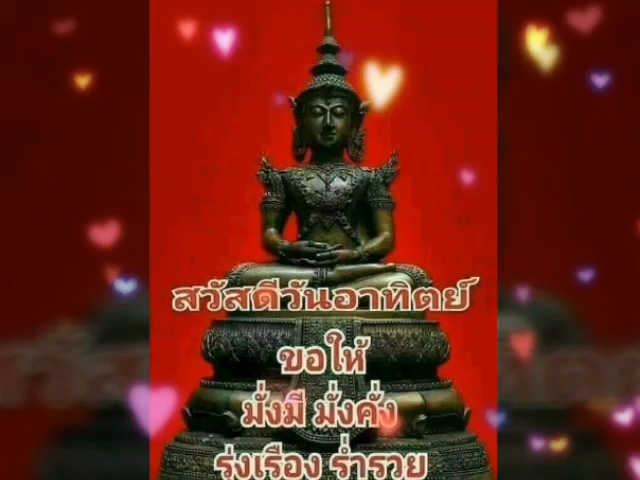 สวัสดีวันอาทิตย์
ขอให้
มั่งมี มั่งคั่ง
รุ่งเรือง ร่ำรวย